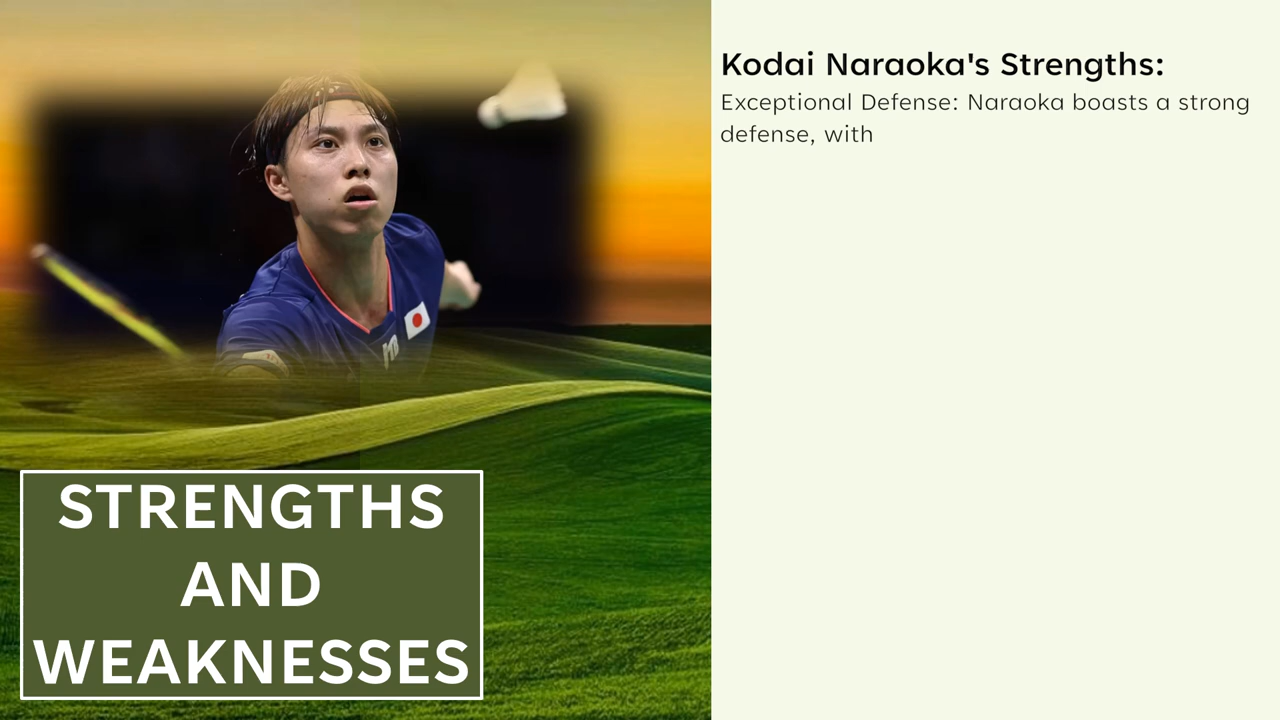 Kodai Naraoka's Strengths:
Exceptional Defense: Naraoka boasts a strong
defense, with
STRENGTHS
AND
WEAKNESSES